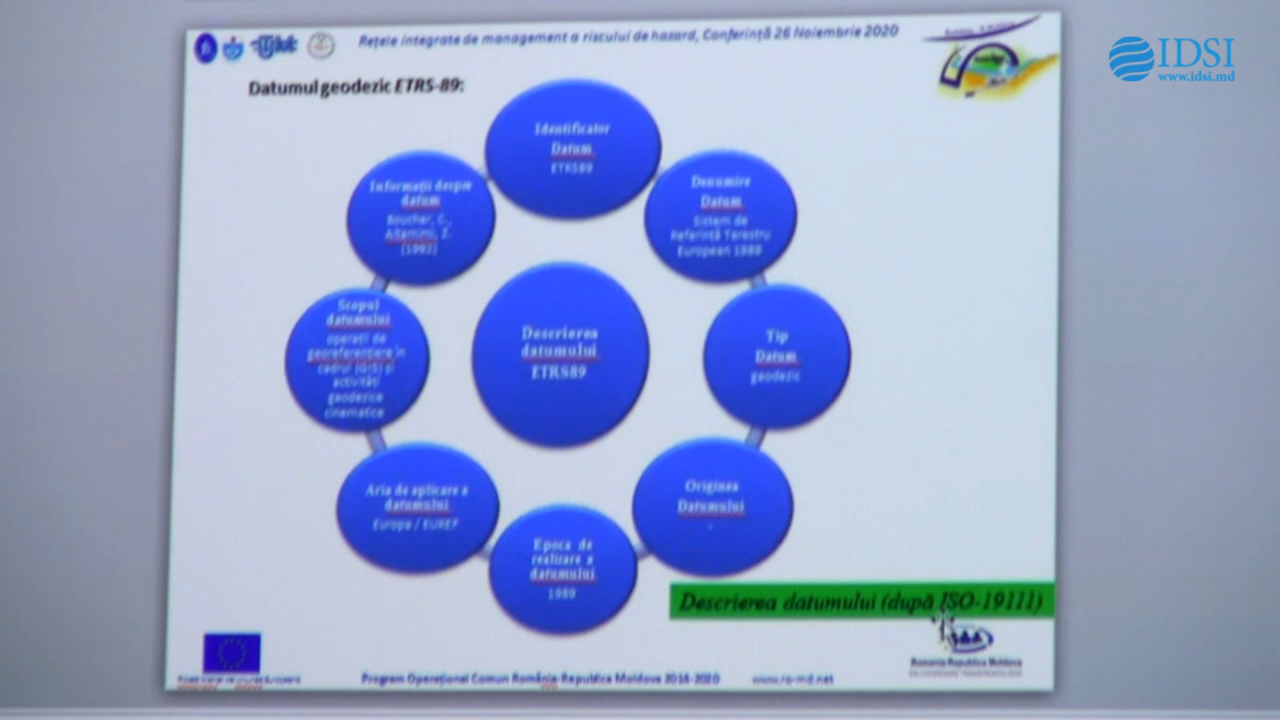 Rețele integrate de management a riscului de hazard, Conferință 26 Noiembrie 2020
IDSI
www.idsi.md
Datumul geodezic ETRS-89:
Identificator
Datum
ETRS89
Denumire
Datum
Sistem de
Referință Terestru
European 1989
Tip
Datum
geodezic
Originea
Datumului
-
Epoca de
realizare a
datumului
1989
Aria de aplicare a
datumului
Europa / EUREF
Scopul
datumului
operații de
georeferențiere în
cadrul (GIS) și
activități
geodezice
cinematice
Informații despre
datum
Boucher, C.,
Altamimi, Z.
(1992)
Descrierea
datumului
ETRS89
Descrierea datumului (după ISO-19111)
Romania-Republica Moldova
Program Operațional Comun România-Republica Moldova 2014-2020
www.ro-md.net